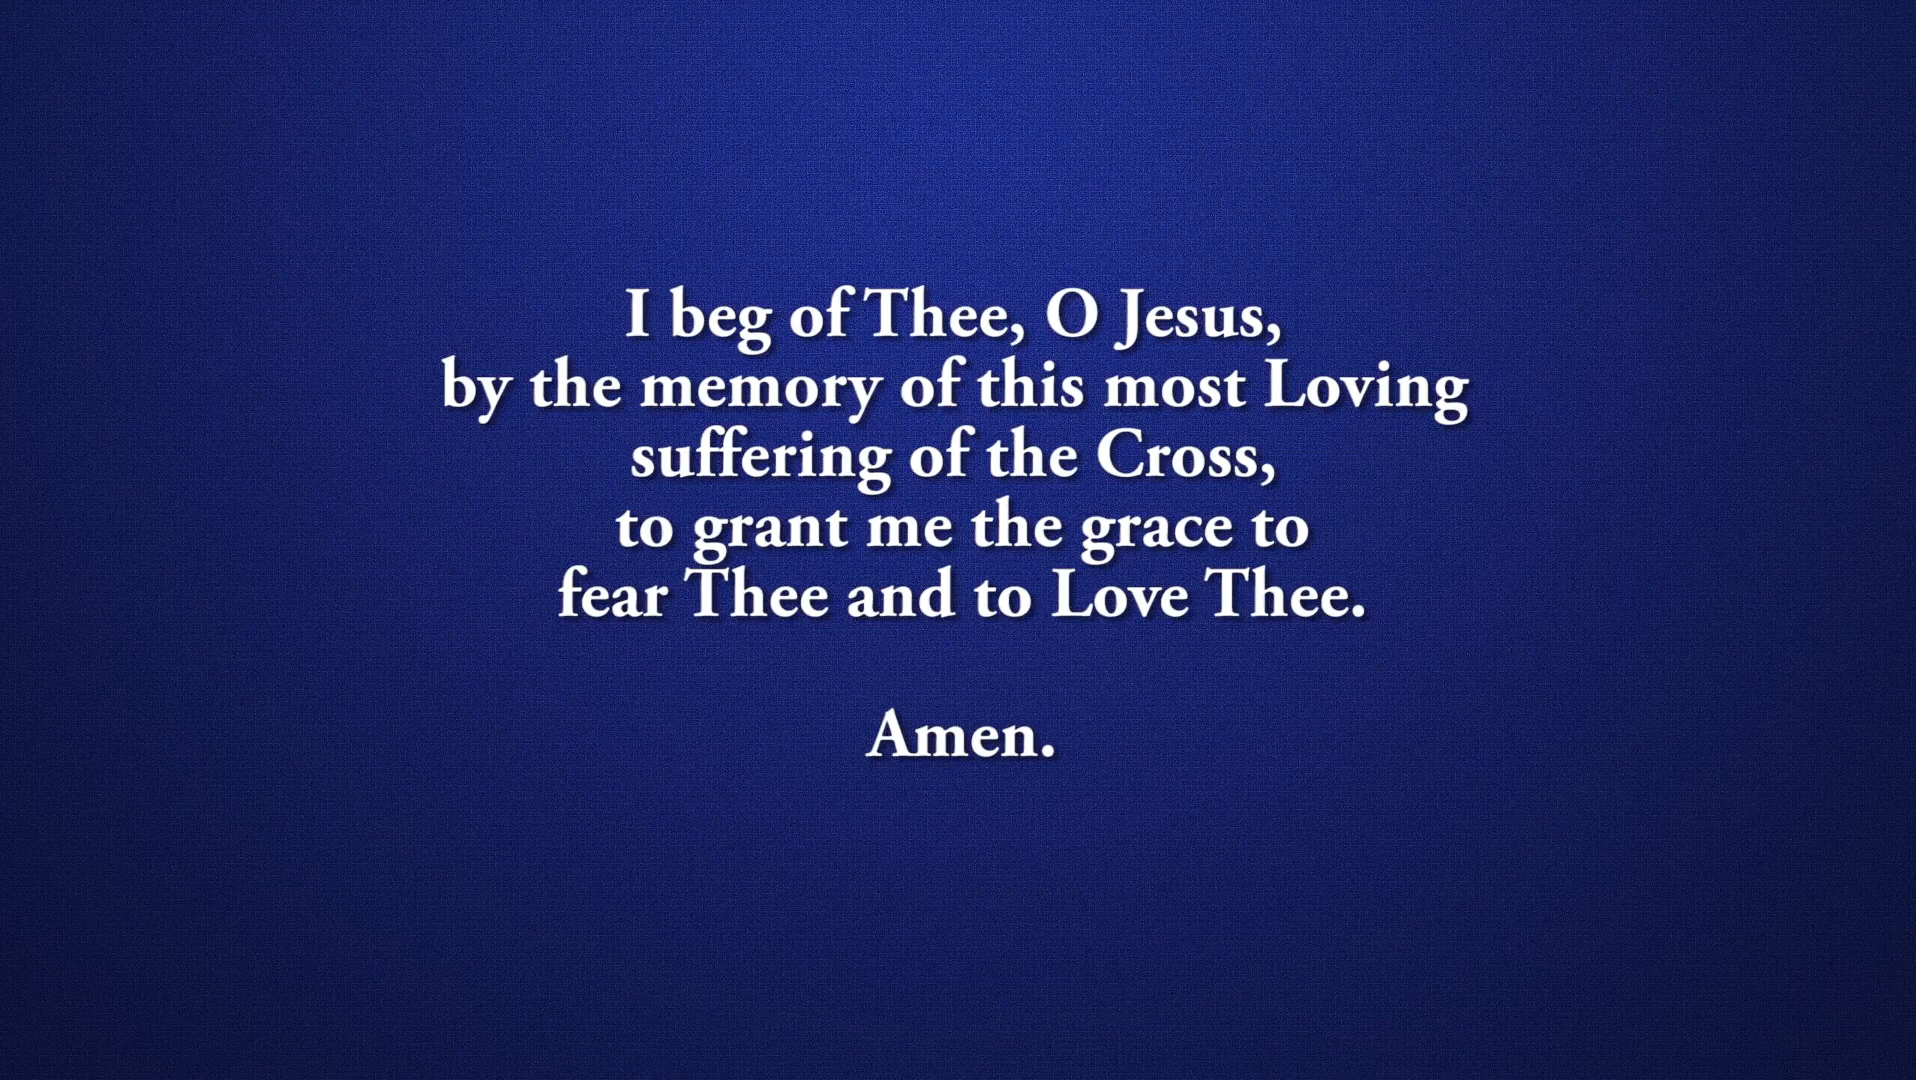 I beg of Thee, O Jesus,
by the memory of this most Loving
suffering of the Cross,
to grant me the grace to
fear Thee and to Love Thee.
Amen.